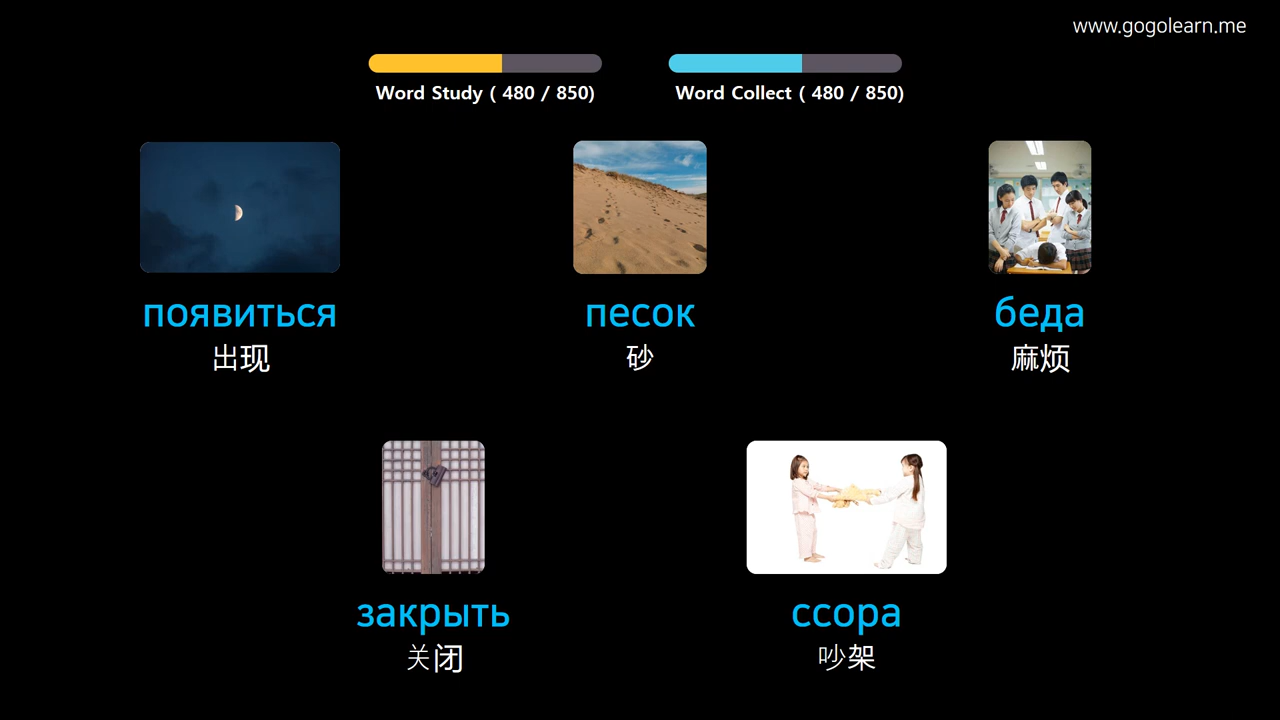 www.gogolearn.me
Word Study ( 480 / 850)
Word Collect ( 480 / 850)
появиться
出现
песок
砂
беда
麻烦
закрыть
关闭
ссора
吵架